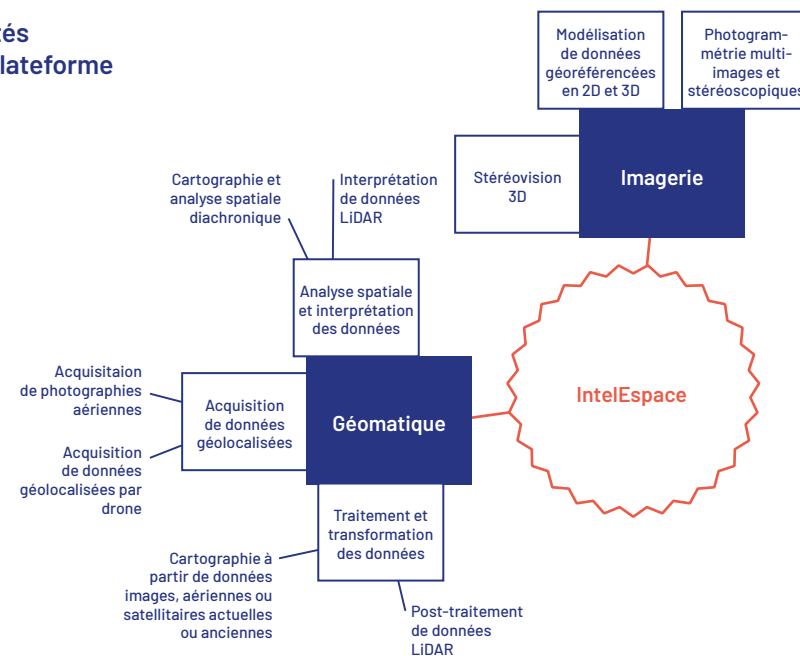 tés
lateforme
Modélisation
de données
géoréférencées
en 2D et 3D
Photogram-
métrie multi-
images et
stéréoscopiques
Stéréovision
3D
Imagerie
Cartographie et
analyse spatiale
diachronique
Interprétation
de données
LiDAR
Analyse spatiale
et interprétation
des données
IntelEspace
Acquisitaion
de photographies
aériennes
Acquisition
de données
géolocalisées
Géomatique
Acquisition
de données
géolocalisées par
drone
Traitement et
transformation
des données
Cartographie à
partir de données
images, aériennes ou
satellitaires actuelles
ou anciennes
Post-traitement
de données
LiDAR